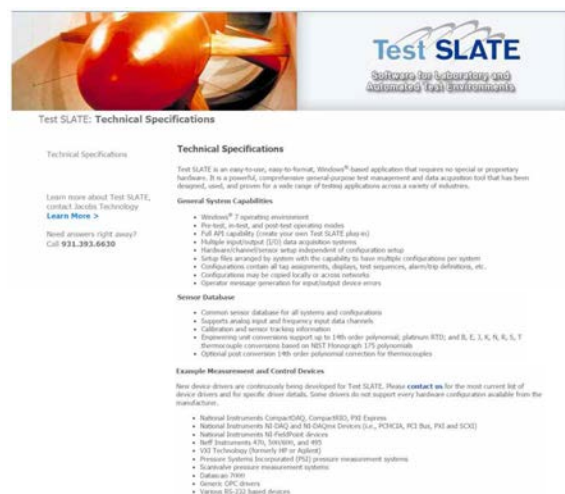 Test SLATE
Software for Laboratory and
Automated Test Environments
Test SLATE: Technical Specifications
Technical Specifications
Learn more about Test SLATE,
contact Jacobs Technology
Learn More >
Need answers right away?
Call 931.393.6630
Technical Specifications
Test SLATE is an easy-to-use, easy-to-format, Windows®-based application that requires no special or proprietary
hardware. It is a powerful, comprehensive general-purpose test management and data acquisition tool that has been
designed, used, and proven for a wide range of testing applications across a variety of industries.
General System Capabilities
• Windows® 7 operating environment
• Pre-test, in-test, and post-test operating modes
• Full API capability (create your own Test SLATE plug-in)
• Multiple input/output (I/O) data acquisition systems
• Hardware/channel/sensor setup independent of configuration setup
• Setup files arranged by system with the capability to have multiple configurations per system
• Configurations contain all tag assignments, displays, test sequences, alarm/trip definitions, etc.
• Configurations may be copied locally or across networks
• Operator message generation for input/output device errors
Sensor Database
• Common sensor database for all systems and configurations
• Supports analog input and frequency input data channels
• Calibration and sensor tracking information
• Engineering unit conversions support up to 14th order polynomial; platinum RTD; and B, E, J, K, N, R, S, T
thermocouple conversions based on NIST Monograph 175 polynomials
• Optional post conversion 14th order polynomial correction for thermocouples
Example Measurement and Control Devices
New device drivers are continuously being developed for Test SLATE. Please contact us for the most current list of
device drivers and for specific driver details. Some drivers do not support every hardware configuration available from the
manufacturer.
• National Instruments CompactDAQ, CompactRIO, PXI Express
• National Instruments NI-DAQ and NI-DAQmx Devices (i.e., PCMCIA, PCI Bus, PXI and SCXI)
• National Instruments NI-FieldPoint devices
• Neff Instruments 470, 500/600, and 495
• VXI Technology (formerly HP or Agilent)
• Pressure Systems Incorporated (PSI) pressure measurement systems
• Scanivalve pressure measurement systems
• Datascan 7000
• Generic OPC drivers
• Various RS-232 based devices